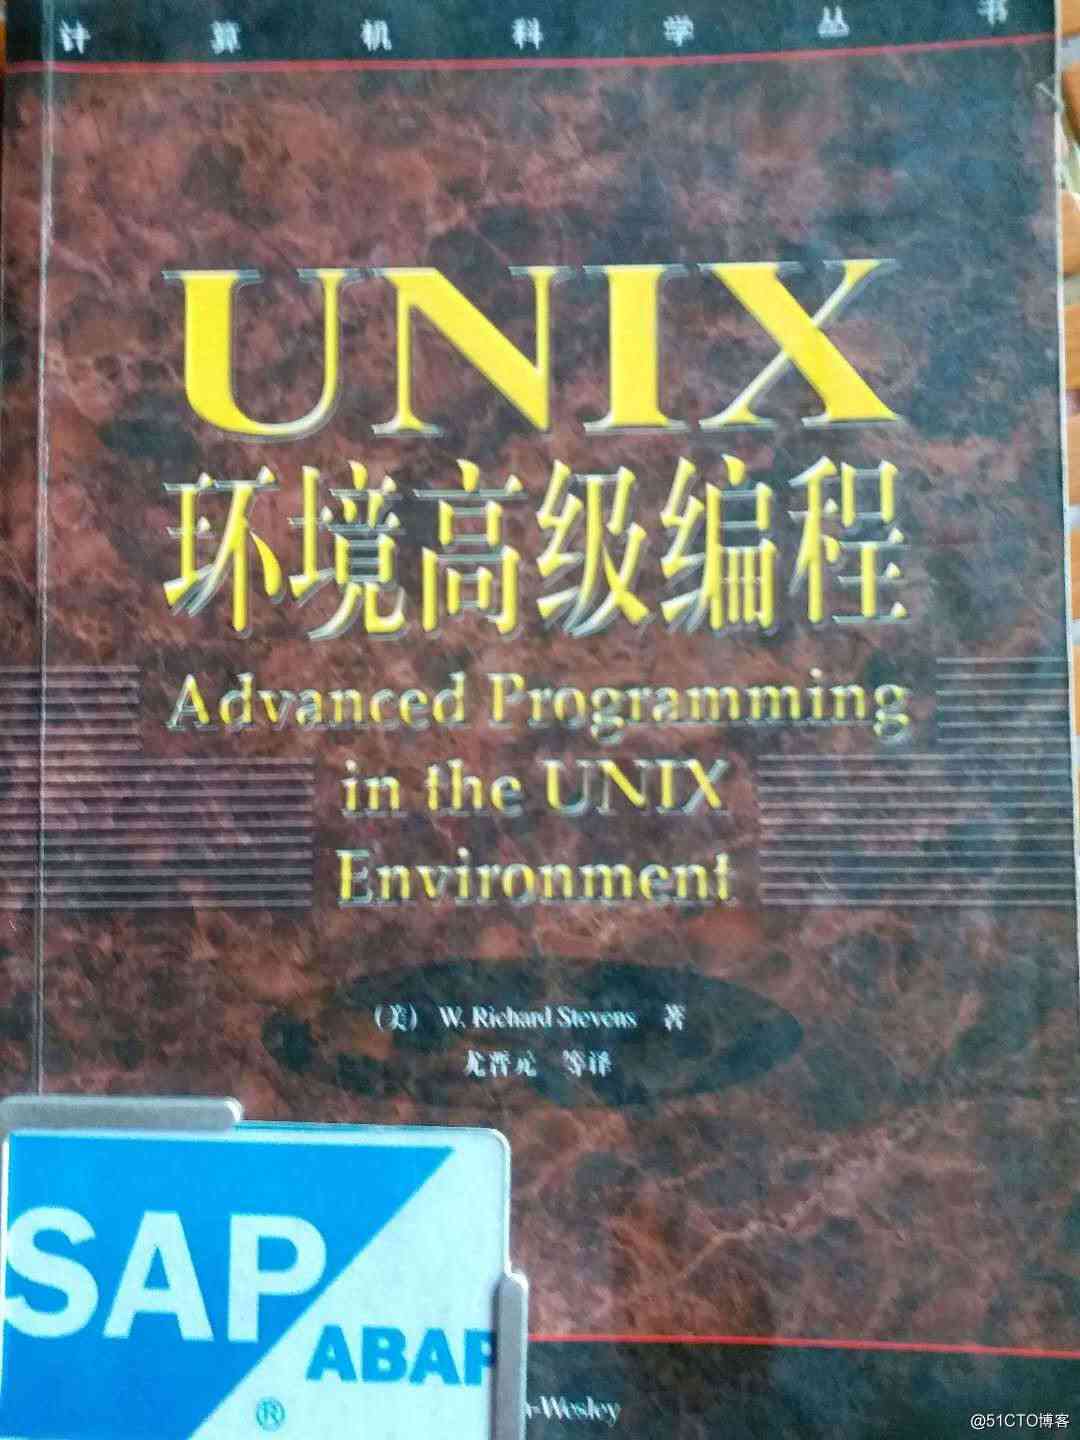 计算机科学丛书
UNIX
环境高级编程
Advanced Programming
in the UNIX
Environment
（美） W. Richard Stevens 著
尤晋元 等译
SAP
ABAP
®
n-Wesley
@51CTO博客